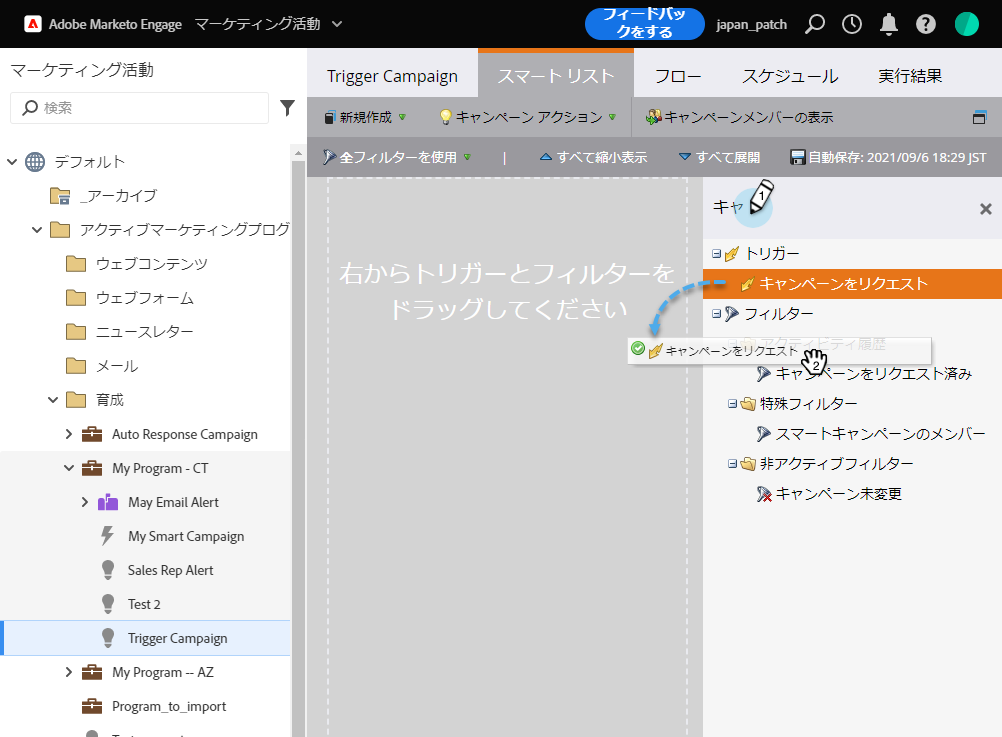 Adobe Marketo Engage マーケティング活動
フィードバックをする
japan_patch
マーケティング活動
検索
デフォルト
_アーカイブ
アクティブマーケティングプログ
ウェブコンテンツ
ウェブフォーム
ニュースレター
メール
育成
Auto Response Campaign
My Program - CT
May Email Alert
My Smart Campaign
Sales Rep Alert
Test 2
Trigger Campaign
My Program -- AZ
Program_to_import
Trigger Campaign スマート リスト フロー スケジュール 実行結果
新規作成 キャンペーン アクション キャンペーンメンバーの表示
全フィルターを使用 | すべて縮小表示 すべて展開 自動保存: 2021/09/6 18:29 JST
右からトリガーとフィルターを
ドラッグしてください
キャ 1
トリガー
キャンペーンをリクエスト
フィルター
アクティビティ履歴
キャンペーンをリクエスト 2
キャンペーンをリクエスト済み
特殊フィルター
スマートキャンペーンのメンバー
非アクティブフィルター
キャンペーン未変更